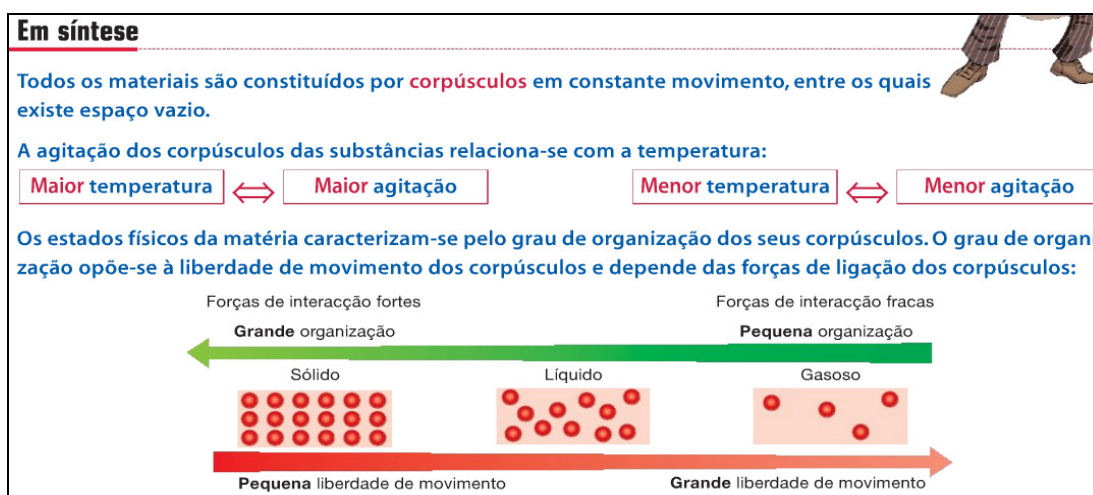 Em síntese
Todos os materiais são constituídos por corpúsculos em constante movimento, entre os quais
existe espaço vazio.
A agitação dos corpúsculos das substâncias relaciona-se com a temperatura:
Maior temperatura ⇔ Maior agitação Menor temperatura ⇔ Menor agitação
Os estados físicos da matéria caracterizam-se pelo grau de organização dos seus corpúsculos. O grau de organi
zação opõe-se à liberdade de movimento dos corpúsculos e depende das forças de ligação dos corpúsculos:
Forças de interacção fortes Forças de interacção fracas
Grande organização Pequena organização
Sólido Líquido Gasoso
Pequena liberdade de movimento Grande liberdade de movimento